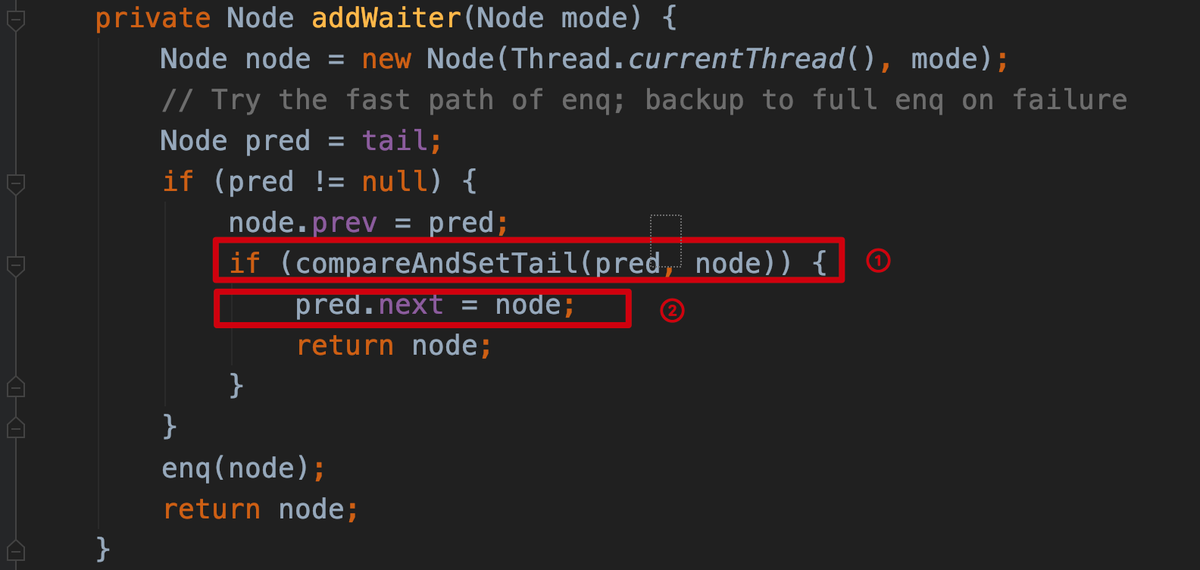 private Node addWaiter(Node mode) {
Node node = new Node(Thread.currentThread(), mode);
// Try the fast path of enq; backup to full enq on failure
Node pred = tail;
if (pred != null) {
node.prev = pred;
if (compareAndSetTail(pred, node)) { ①
pred.next = node; ②
return node;
}
}
enq(node);
return node;
}